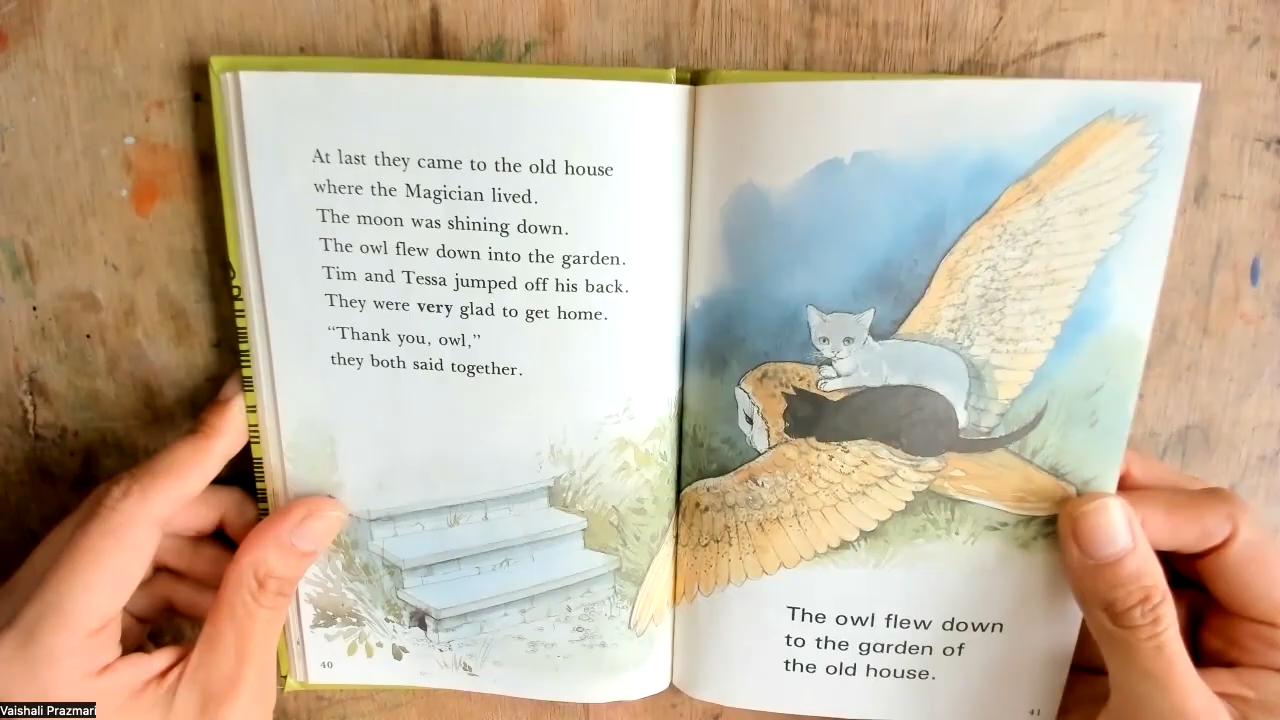 At last they came to the old house
where the Magician lived.
The moon was shining down.
The owl flew down into the garden.
Tim and Tessa jumped off his back.
They were very glad to get home.
“Thank you, owl,”
they both said together.
40
The owl flew down
to the garden of
the old house.
41
Vaishali Prazmari